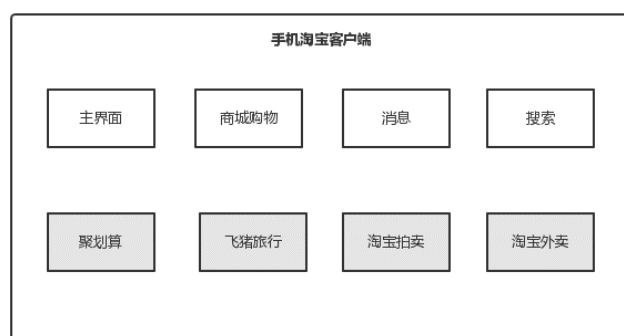 手机淘宝客户端
主界面
商城购物
消息
搜索
聚划算
飞猪旅行
淘宝拍卖
淘宝外卖